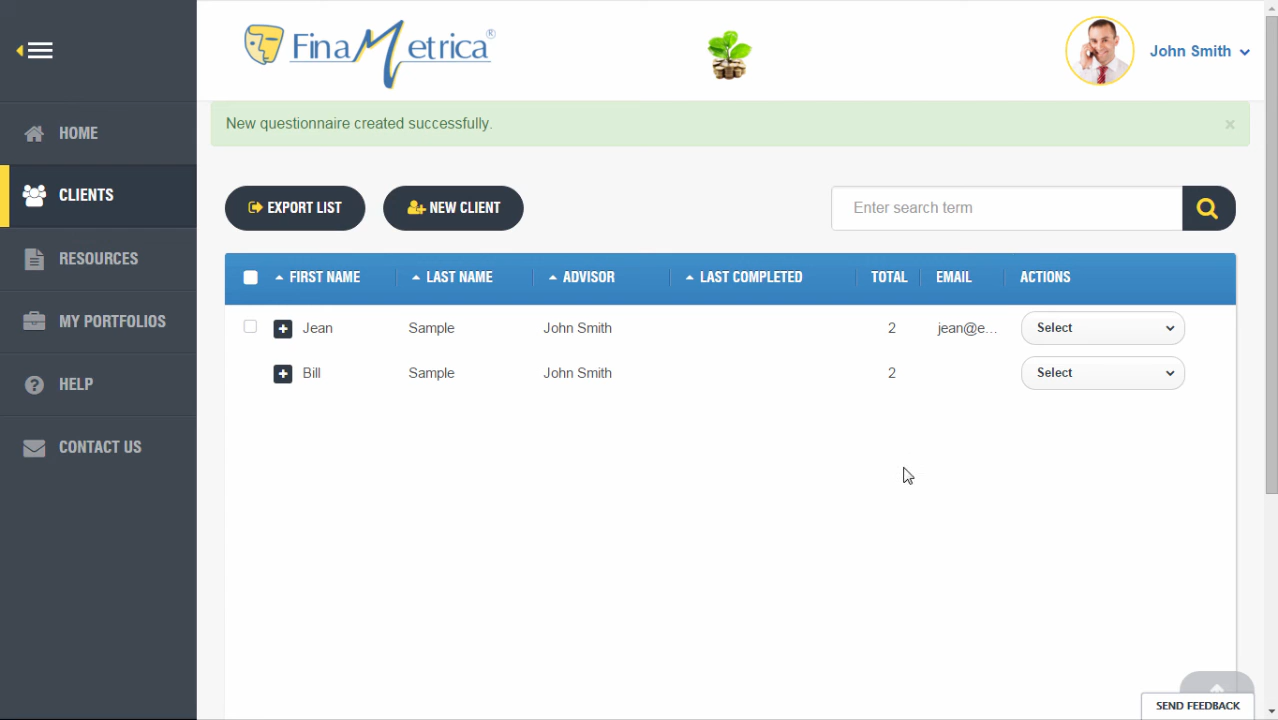 FinaMetrica®
John Smith
New questionnaire created successfully.
×
HOME
CLIENTS
RESOURCES
MY PORTFOLIOS
HELP
CONTACT US
EXPORT LIST
NEW CLIENT
Enter search term
FIRST NAME LAST NAME ADVISOR LAST COMPLETED TOTAL EMAIL ACTIONS
Jean Sample John Smith 2 jean@e... Select
Bill Sample John Smith 2 Select
SEND FEEDBACK